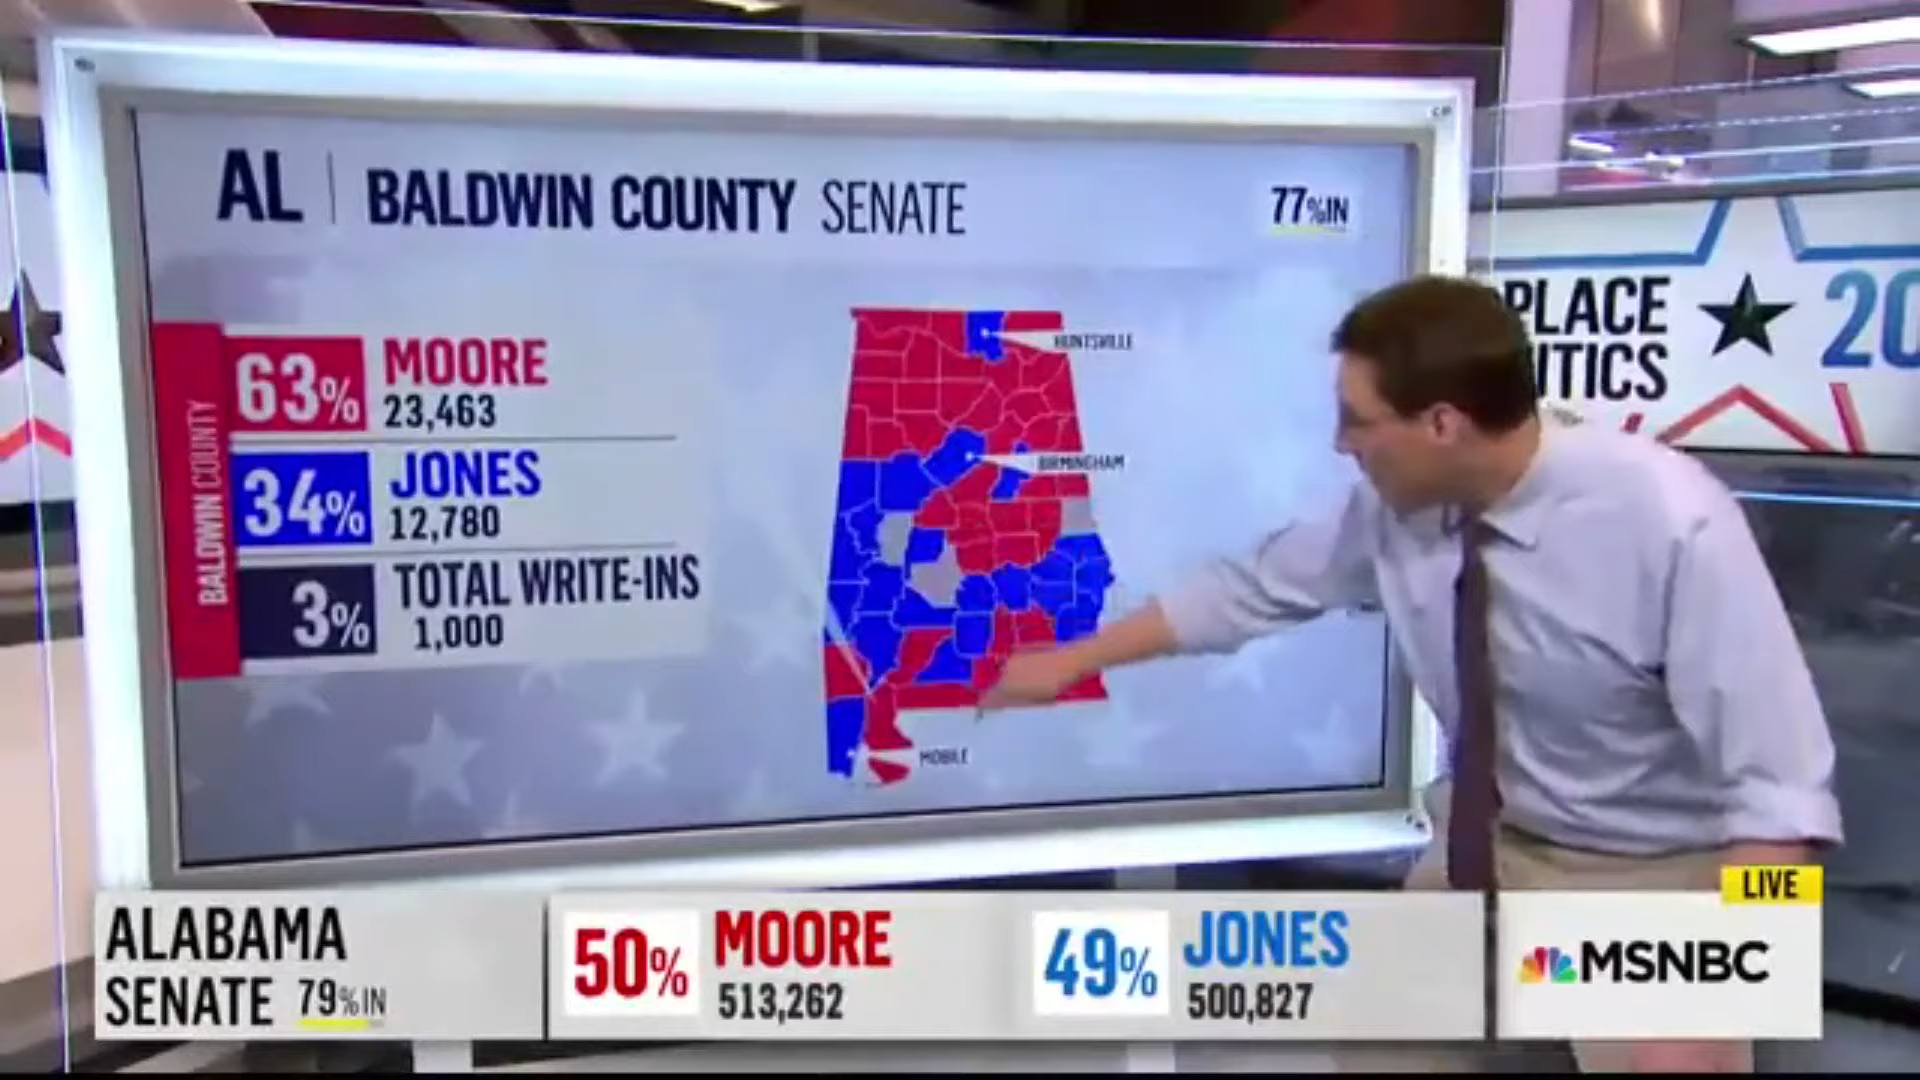 AL BALDWIN COUNTY SENATE
77%IN
BALDWIN COUNTY
63% MOORE
23,463
34% JONES
12,780
3% TOTAL WRITE-INS
1,000
HUNTSVILLE
BIRMINGHAM
MOBILE
PLACE
ITICS
20
LIVE
ALABAMA
SENATE 79%IN
50% MOORE
513,262
49% JONES
500,827
MSNBC